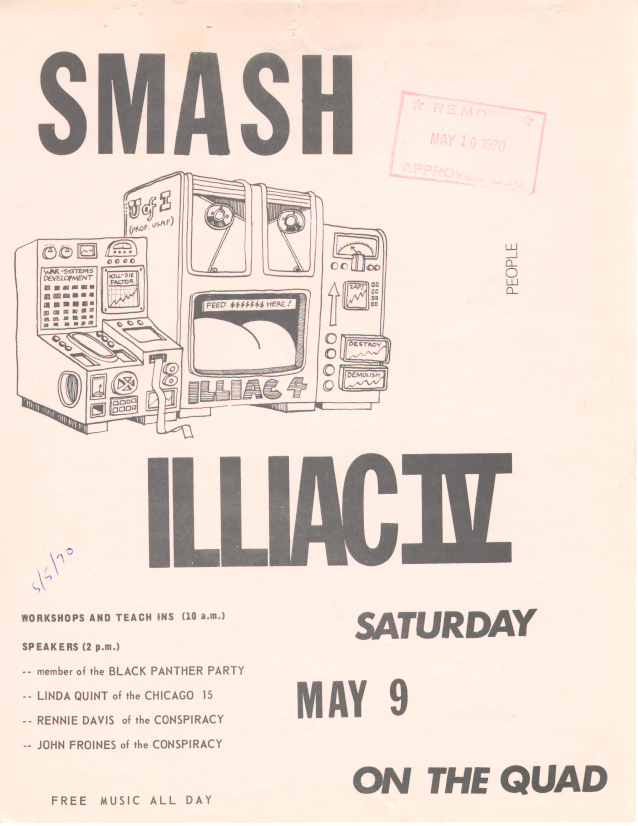 SMASH
☆ REMOVE ☆
MAY 10 1970
APPROVED
U of I
(PROP. USAF)
PEOPLE
WAR-SYSTEMS
DEVELOPMENT
KILL-DIE
FACTOR
ZAP!
FEED $$$$$$$ HERE!
DESTROY
DEMOLISH
ILLIAC 4
ILLIAC IV
5/5/70
WORKSHOPS AND TEACH INS (10 a.m.)
SPEAKERS (2 p.m.)
-- member of the BLACK PANTHER PARTY
-- LINDA QUINT of the CHICAGO 15
-- RENNIE DAVIS of the CONSPIRACY
-- JOHN FROINES of the CONSPIRACY
FREE MUSIC ALL DAY
SATURDAY
MAY 9
ON THE QUAD